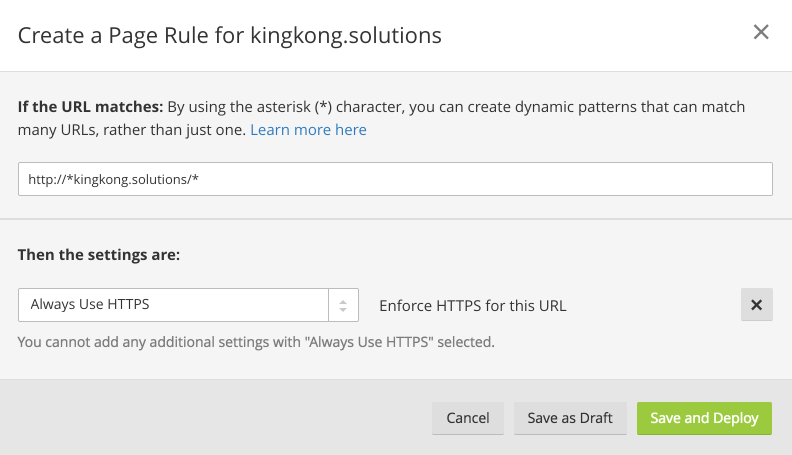 Create a Page Rule for kingkong.solutions
If the URL matches: By using the asterisk (*) character, you can create dynamic patterns that can match
many URLs, rather than just one. Learn more here
http://*kingkong.solutions/*
Then the settings are:
Always Use HTTPS
Enforce HTTPS for this URL
You cannot add any additional settings with "Always Use HTTPS" selected.
Cancel
Save as Draft
Save and Deploy